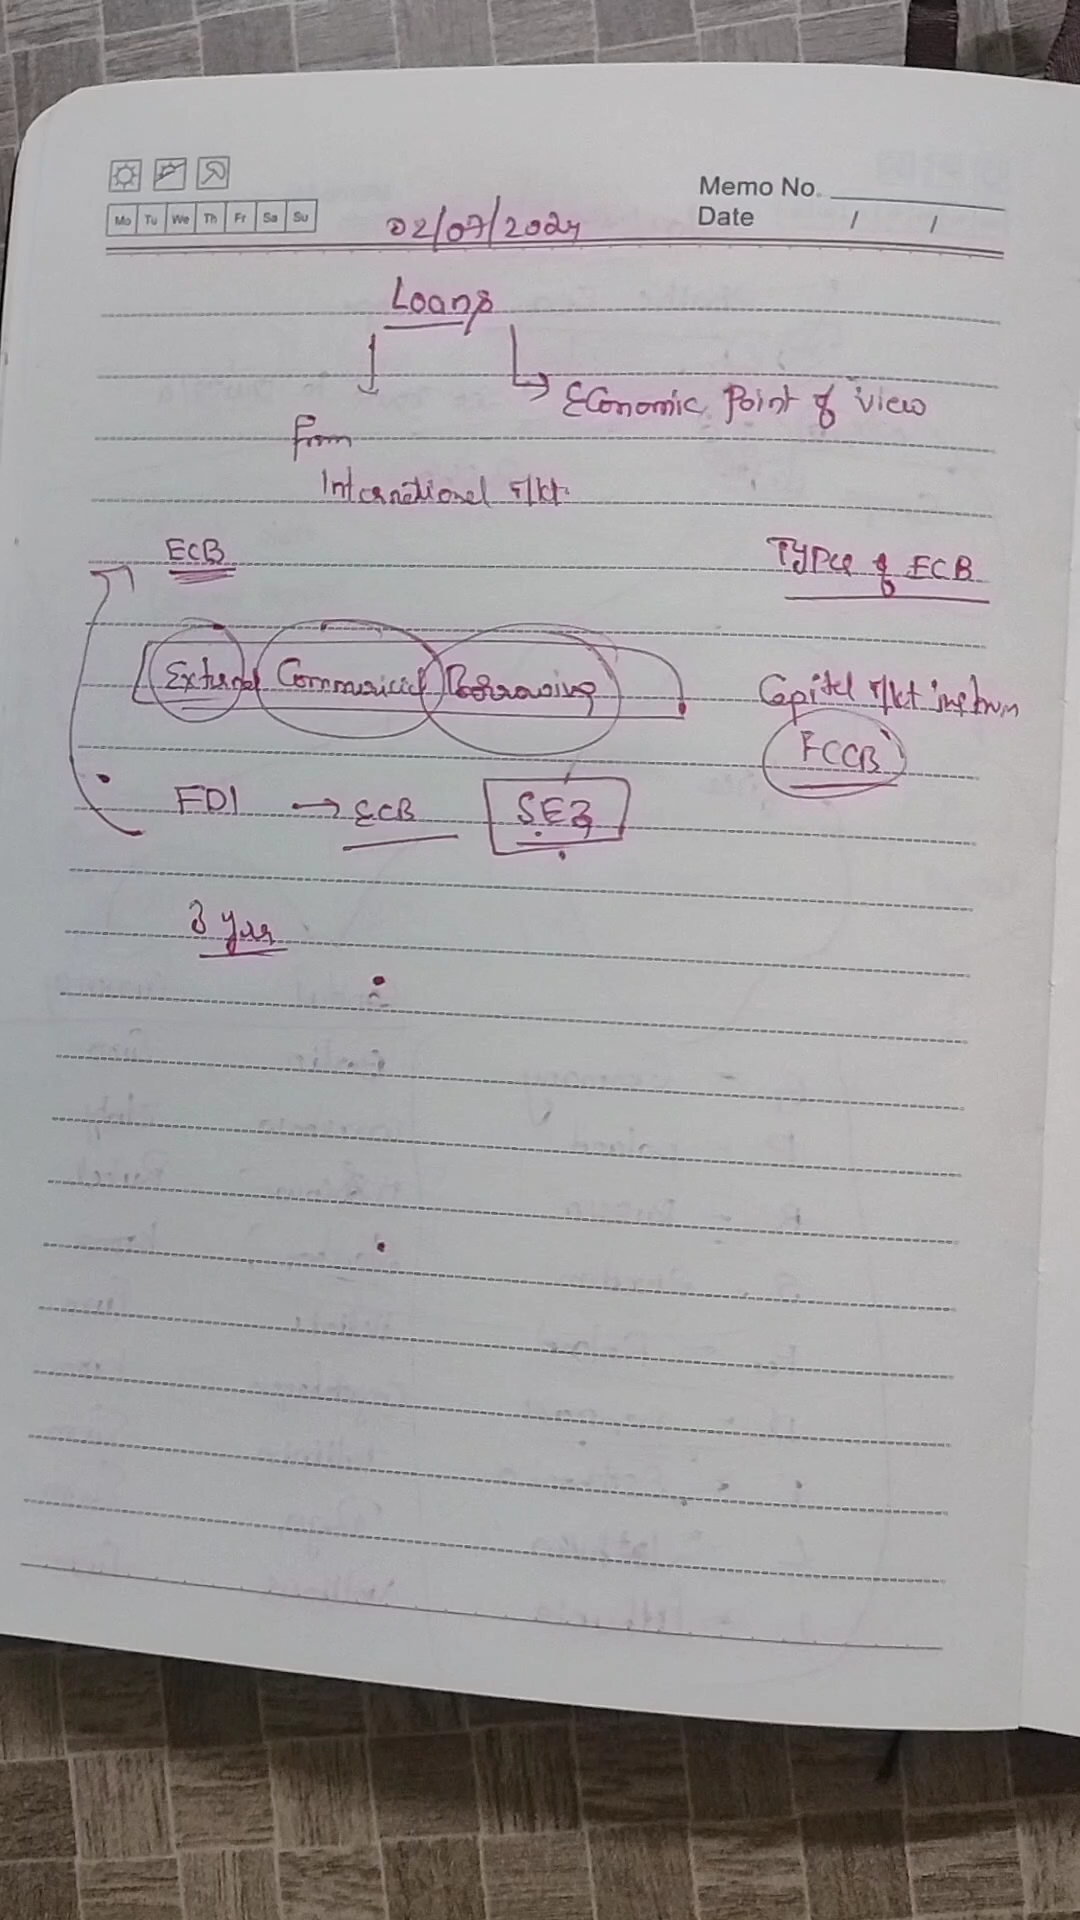 Memo No.
Mo Tu We Th Fr Sa Su
Date / /
02/07/2024
Loans
Economic Point of view
from
International Mkt.
ECB
Types of ECB
External Commericial Borrowing
Capital Mkt instrum
FCCB
FDI → ECB
SEZ
3 yrs